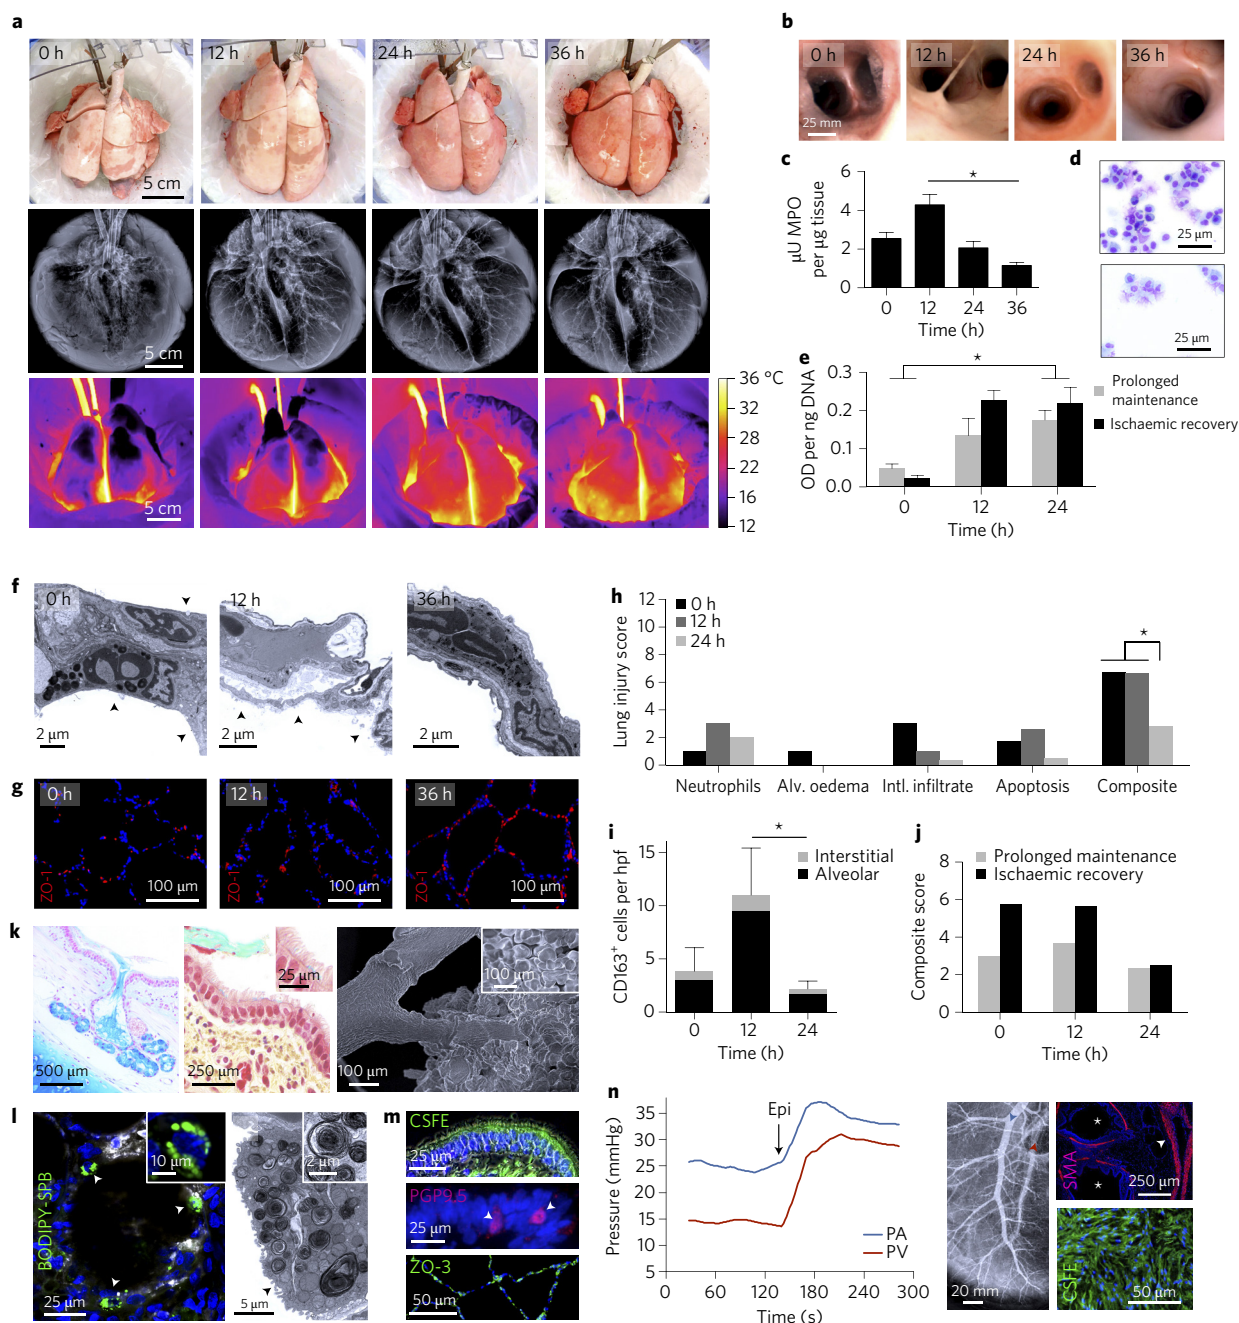 a
0 h
12 h
24 h
36 h
5 cm
5 cm
5 cm
36 °C
32
28
22
16
12
b
0 h
12 h
24 h
36 h
25 mm
c
µU MPO
per µg tissue
6
4
2
0
*
0
12
24
36
Time (h)
d
25 µm
25 µm
e
OD per ng DNA
0.3
0.2
0.1
0.0
*
0
12
24
Time (h)
Prolonged
maintenance
Ischaemic recovery
f
0 h
12 h
36 h
2 µm
2 µm
2 µm
g
0 h
12 h
36 h
ZO-1
ZO-1
ZO-1
100 µm
100 µm
100 µm
h
Lung injury score
12
10
8
6
4
2
0
0 h
12 h
24 h
*
Neutrophils
Alv. oedema
Intl. infiltrate
Apoptosis
Composite
i
CD163⁺ cells per hpf
15
10
5
0
*
Interstitial
Alveolar
0
12
24
Time (h)
j
Composite score
8
6
4
2
0
Prolonged maintenance
Ischaemic recovery
0
12
24
Time (h)
k
500 µm
25 µm
250 µm
100 µm
100 µm
l
BODIPY-SPB
10 µm
25 µm
2 µm
5 µm
m
CSFE
25 µm
PGP9.5
25 µm
ZO-3
50 µm
n
Pressure (mmHg)
35
30
25
20
15
10
5
Epi
PA
PV
0
60
120
180
240
300
Time (s)
20 mm
SMA
*
*
250 µm
CSFE
50 µm